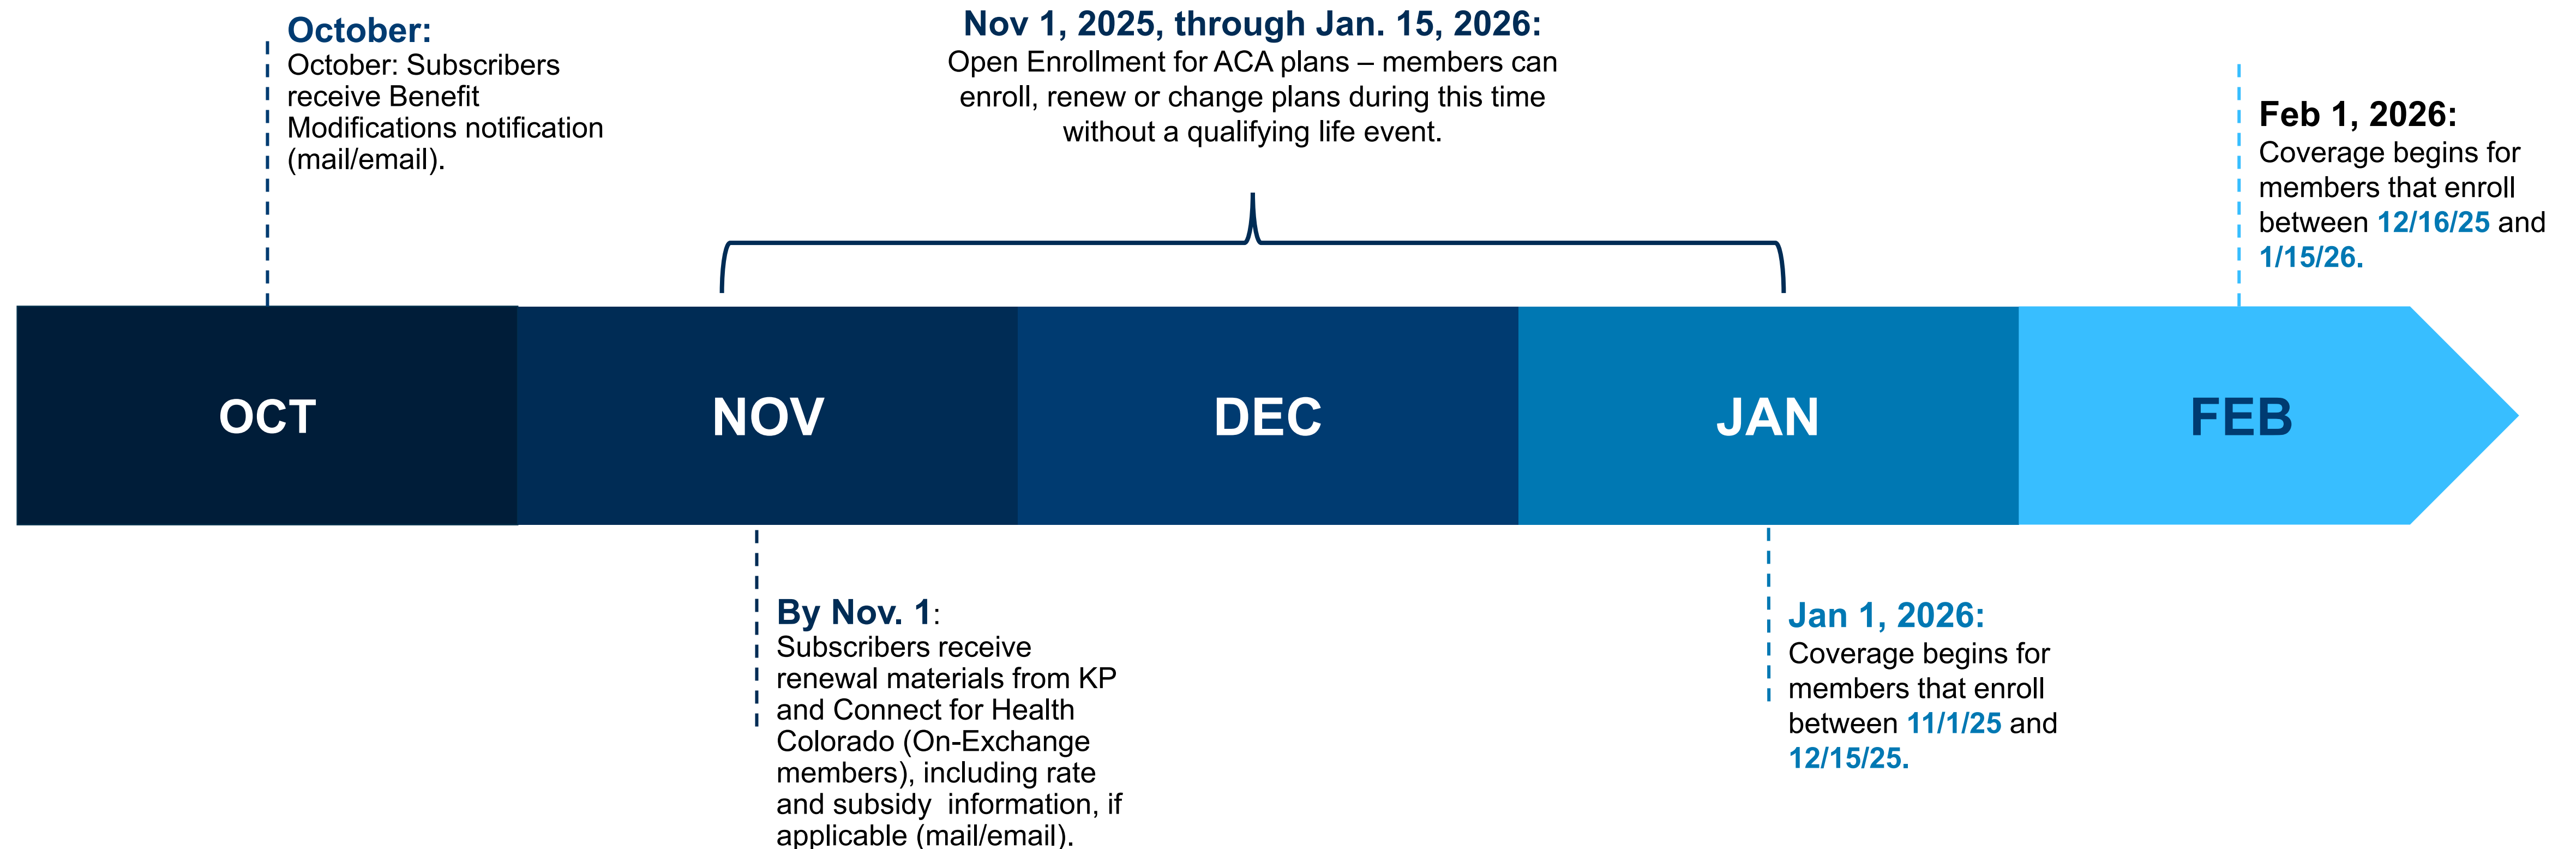 October:
October: Subscribers
receive Benefit
Modifications notification
(mail/email).
Nov 1, 2025, through Jan. 15, 2026:
Open Enrollment for ACA plans – members can
enroll, renew or change plans during this time
without a qualifying life event.
Feb 1, 2026:
Coverage begins for
members that enroll
between 12/16/25 and
1/15/26.
OCT
NOV
DEC
JAN
FEB
By Nov. 1:
Subscribers receive
renewal materials from KP
and Connect for Health
Colorado (On-Exchange
members), including rate
and subsidy  information, if
applicable (mail/email).
Jan 1, 2026:
Coverage begins for
members that enroll
between 11/1/25 and
12/15/25.